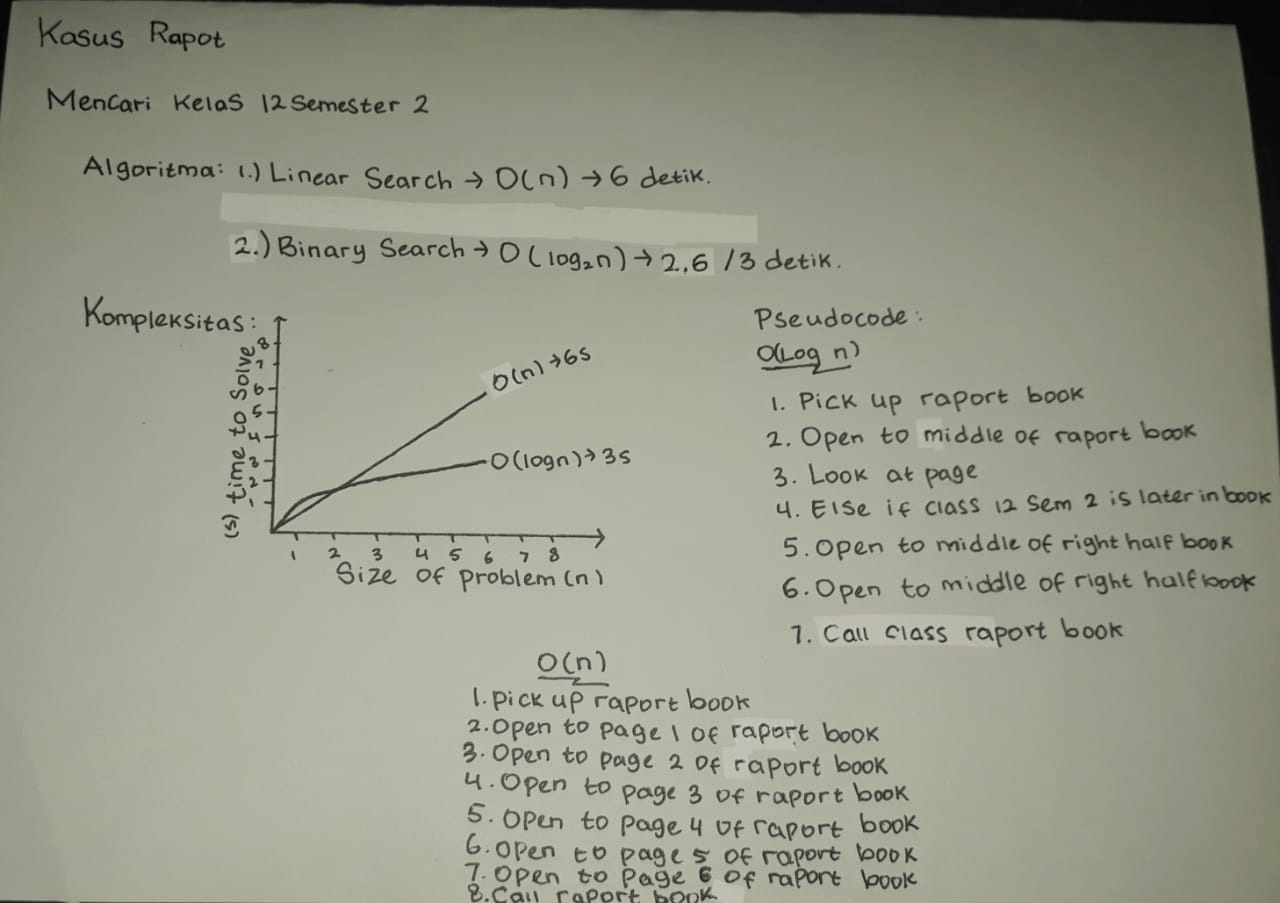 Kasus Rapot
Mencari Kelas 12 Semester 2
Algoritma: 1.) Linear Search → O(n) → 6 detik.
2.) Binary Search → O(log₂n) → 2,6 /3 detik.
Kompleksitas:
(s) time to Solve
8
7
6
5
4
3
2
-
O(n) → 6s
O(logn) → 3s
1 2 3 4 5 6 7 8
Size of problem (n)
Pseudocode:
O(Log n)
1. Pick up raport book
2. Open to middle of raport book
3. Look at page
4. Else if class 12 Sem 2 is later in book
5. Open to middle of right half book
6. Open to middle of right half book
7. Call class raport book
O(n)
1. Pick up raport book
2. Open to page 1 of raport book
3. Open to page 2 of raport book
4. Open to page 3 of raport book
5. Open to page 4 of raport book
6. Open to page 5 of raport book
7. Open to page 6 of raport book
8. Call raport book